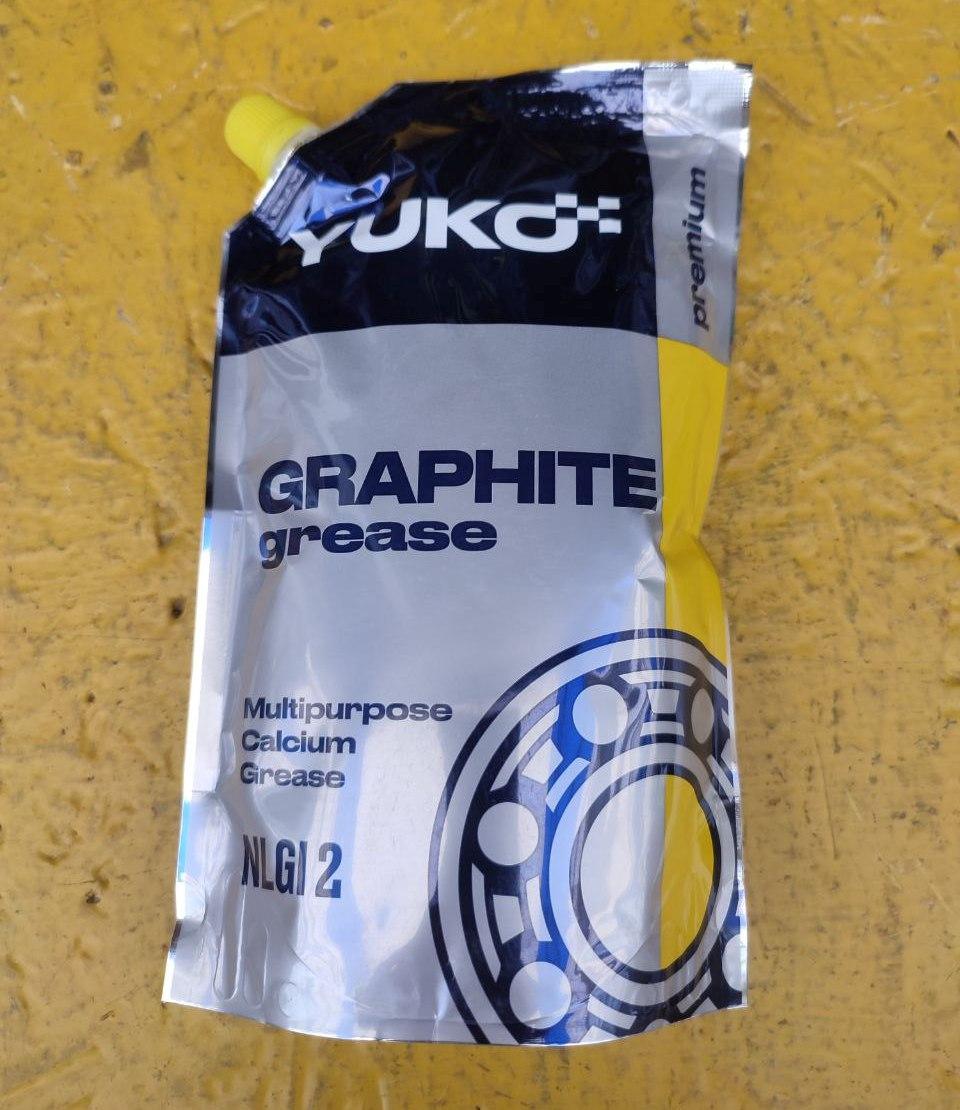 YUKO
premium
GRAPHITE
grease
Multipurpose
Calcium
Grease
NLGI 2